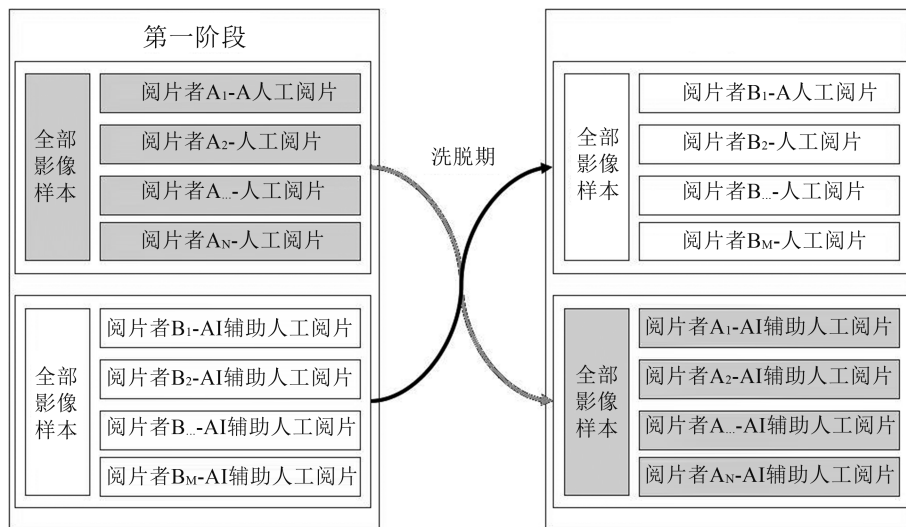 第一阶段
全部
影像
样本
阅片者A1-A人工阅片
阅片者A2-人工阅片
阅片者A...-人工阅片
阅片者AN-人工阅片
全部
影像
样本
阅片者B1-AI辅助人工阅片
阅片者B2-AI辅助人工阅片
阅片者B...-AI辅助人工阅片
阅片者BM-AI辅助人工阅片
洗脱期
全部
影像
样本
阅片者B1-A人工阅片
阅片者B2-人工阅片
阅片者B...-人工阅片
阅片者BM-人工阅片
全部
影像
样本
阅片者A1-AI辅助人工阅片
阅片者A2-AI辅助人工阅片
阅片者A...-AI辅助人工阅片
阅片者AN-AI辅助人工阅片